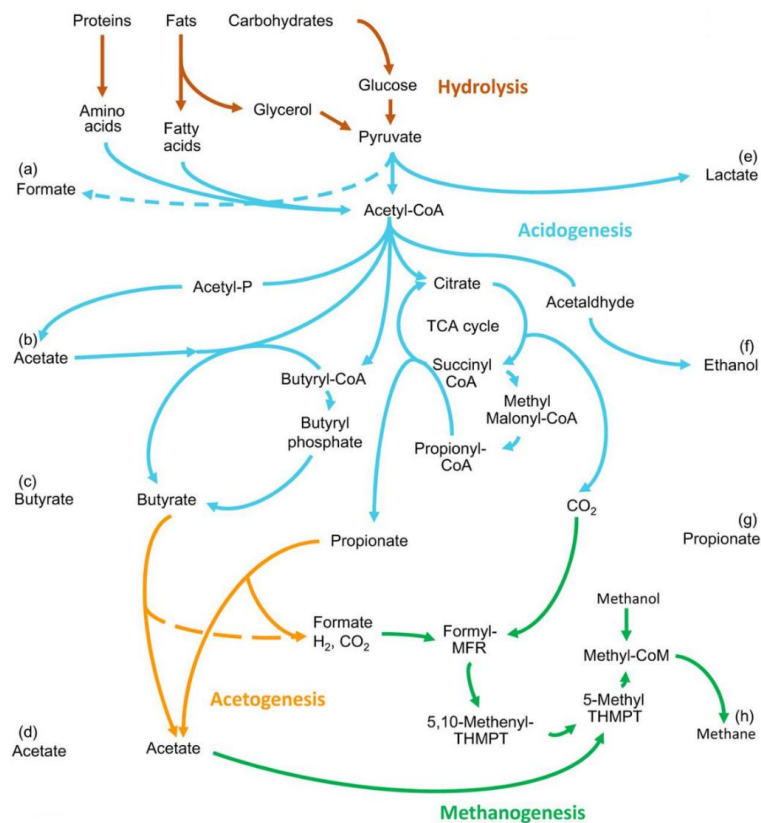 Proteins Fats Carbohydrates
Glucose
Hydrolysis
Amino
acids
Fatty
acids
Glycerol
Pyruvate
(a)
Formate
(e)
Lactate
Acetyl-CoA
Acidogenesis
Acetyl-P
Citrate
Acetaldhyde
TCA cycle
(b)
Acetate
(f)
Ethanol
Butyryl-CoA
Succinyl
CoA
Butyryl
phosphate
Methyl
Malonyl-CoA
Propionyl-
CoA
(c)
Butyrate
Butyrate
CO2
(g)
Propionate
Propionate
Methanol
Formate
H2, CO2
Formyl-
MFR
Methyl-CoM
Acetogenesis
5-Methyl
THMPT
5,10-Methenyl-
THMPT
(h)
Methane
(d)
Acetate
Acetate
Methanogenesis